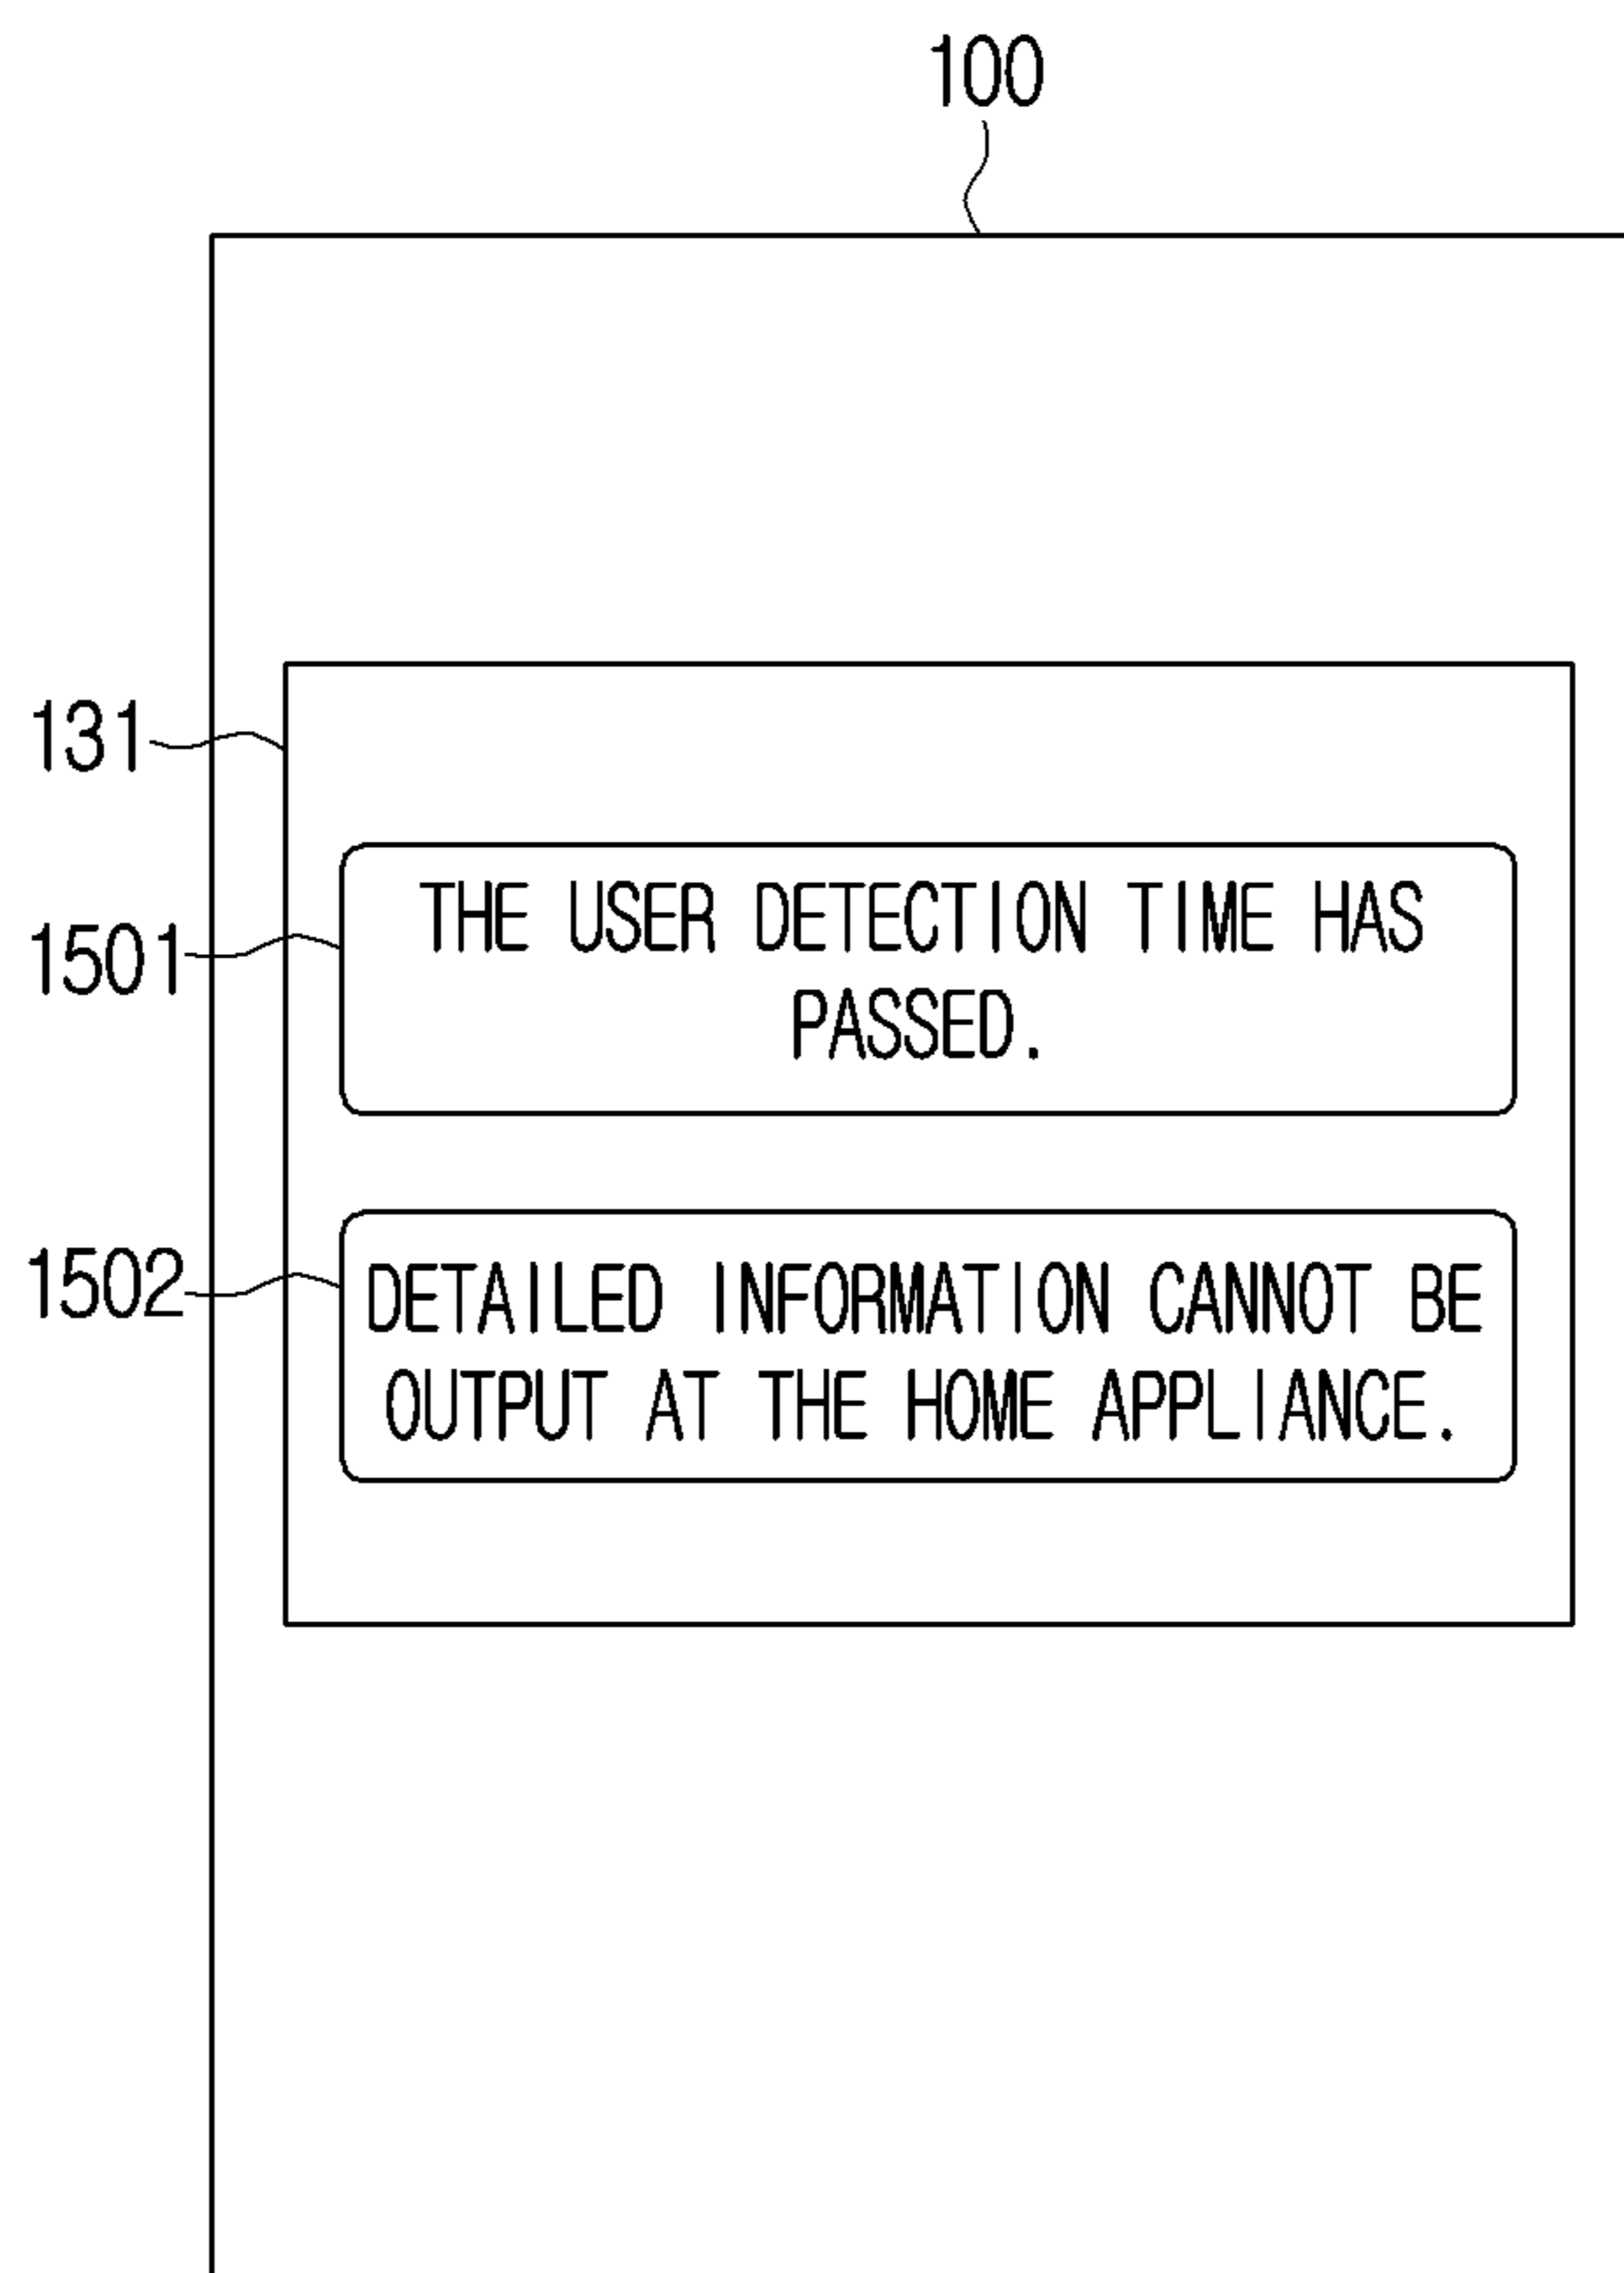 100
131
1501
THE USER DETECTION TIME HAS
PASSED.
1502
DETAILED INFORMATION CANNOT BE
OUTPUT AT THE HOME APPLIANCE.